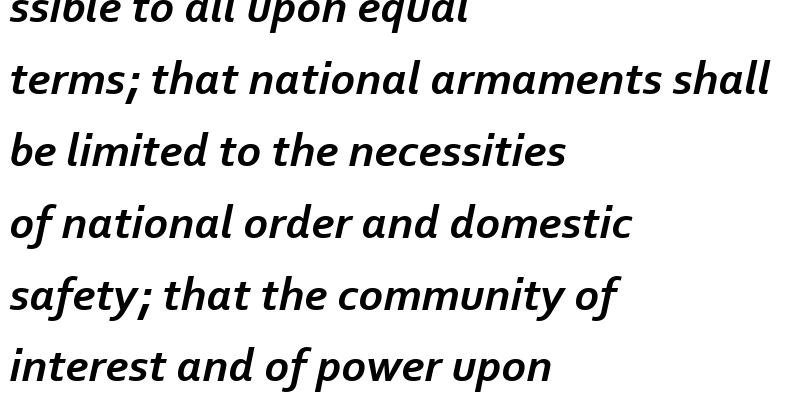 ssible to all upon equal
terms; that national armaments shall
be limited to the necessities
of national order and domestic
safety; that the community of
interest and of power upon